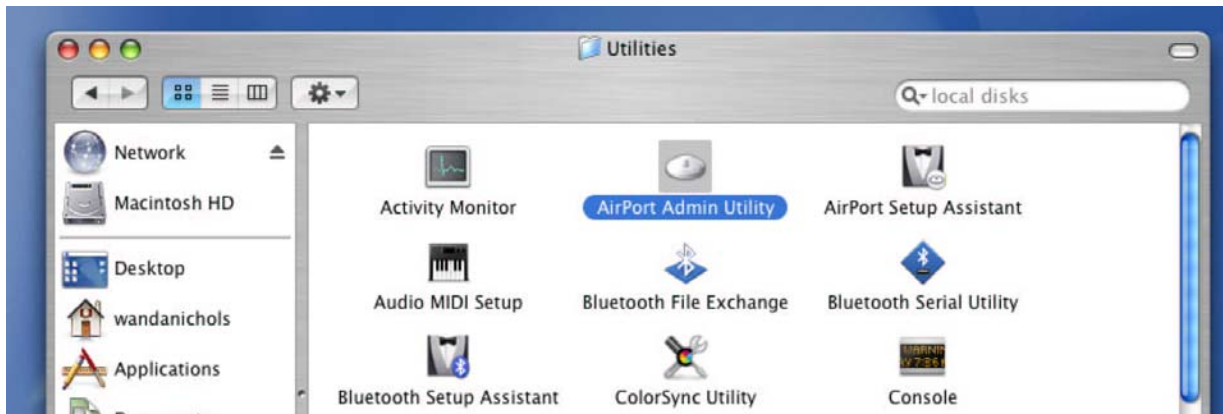 Utilities
local disks
Network
Macintosh HD
Desktop
wandanichols
Applications
Activity Monitor
AirPort Admin Utility
AirPort Setup Assistant
Audio MIDI Setup
Bluetooth File Exchange
Bluetooth Serial Utility
Bluetooth Setup Assistant
ColorSync Utility
Console